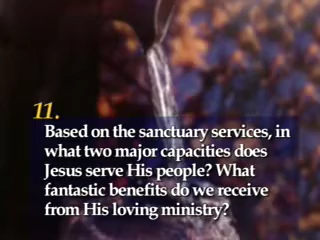 11.
Based on the sanctuary services, in
what two major capacities does
Jesus serve His people? What
fantastic benefits do we receive
from His loving ministry?